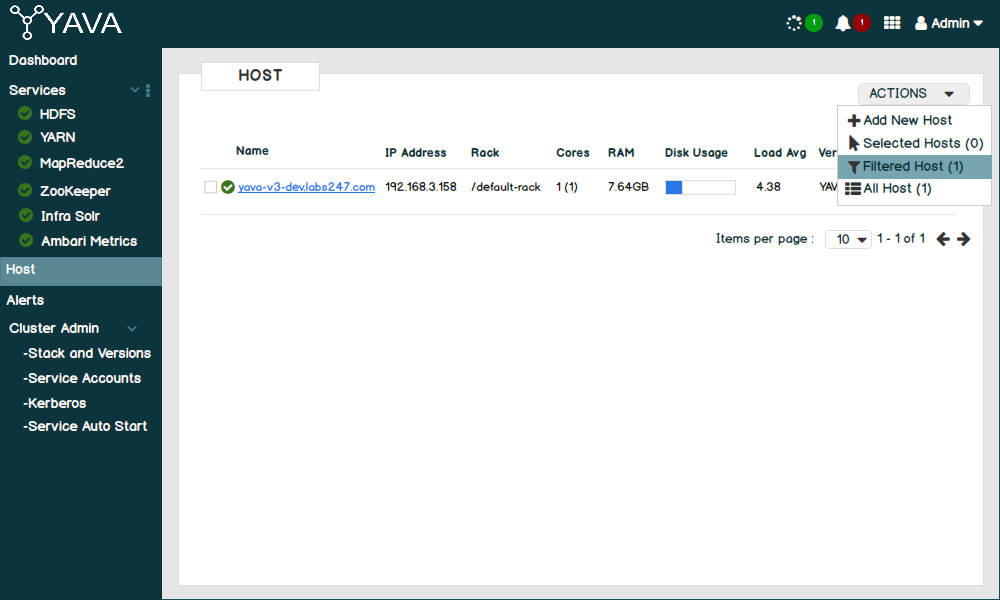 YAVA
1
1
Admin
Dashboard
Services
HDFS
YARN
MapReduce2
ZooKeeper
Infra Solr
Ambari Metrics
Host
Alerts
Cluster Admin
-Stack and Versions
-Service Accounts
-Kerberos
-Service Auto Start
HOST
ACTIONS
Add New Host
Selected Hosts (0)
Filtered Host (1)
All Host (1)
Name IP Address Rack Cores RAM Disk Usage Load Avg Ver
yava-v3-dev.labs247.com 192.168.3.158 /default-rack 1 (1) 7.64GB 4.38 YAV
Items per page : 10 1 - 1 of 1